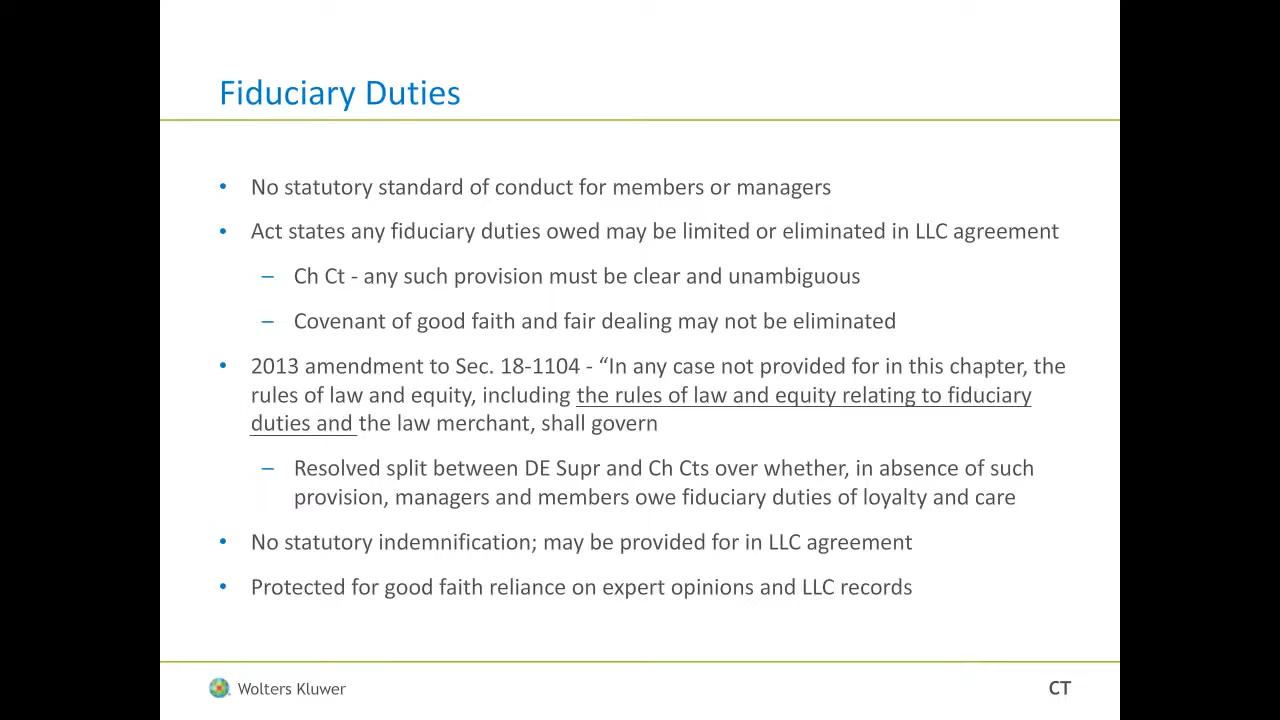 Fiduciary Duties
• No statutory standard of conduct for members or managers
• Act states any fiduciary duties owed may be limited or eliminated in LLC agreement
– Ch Ct - any such provision must be clear and unambiguous
– Covenant of good faith and fair dealing may not be eliminated
• 2013 amendment to Sec. 18-1104 - “In any case not provided for in this chapter, the
rules of law and equity, including the rules of law and equity relating to fiduciary
duties and the law merchant, shall govern
– Resolved split between DE Supr and Ch Cts over whether, in absence of such
provision, managers and members owe fiduciary duties of loyalty and care
• No statutory indemnification; may be provided for in LLC agreement
• Protected for good faith reliance on expert opinions and LLC records
Wolters Kluwer
CT